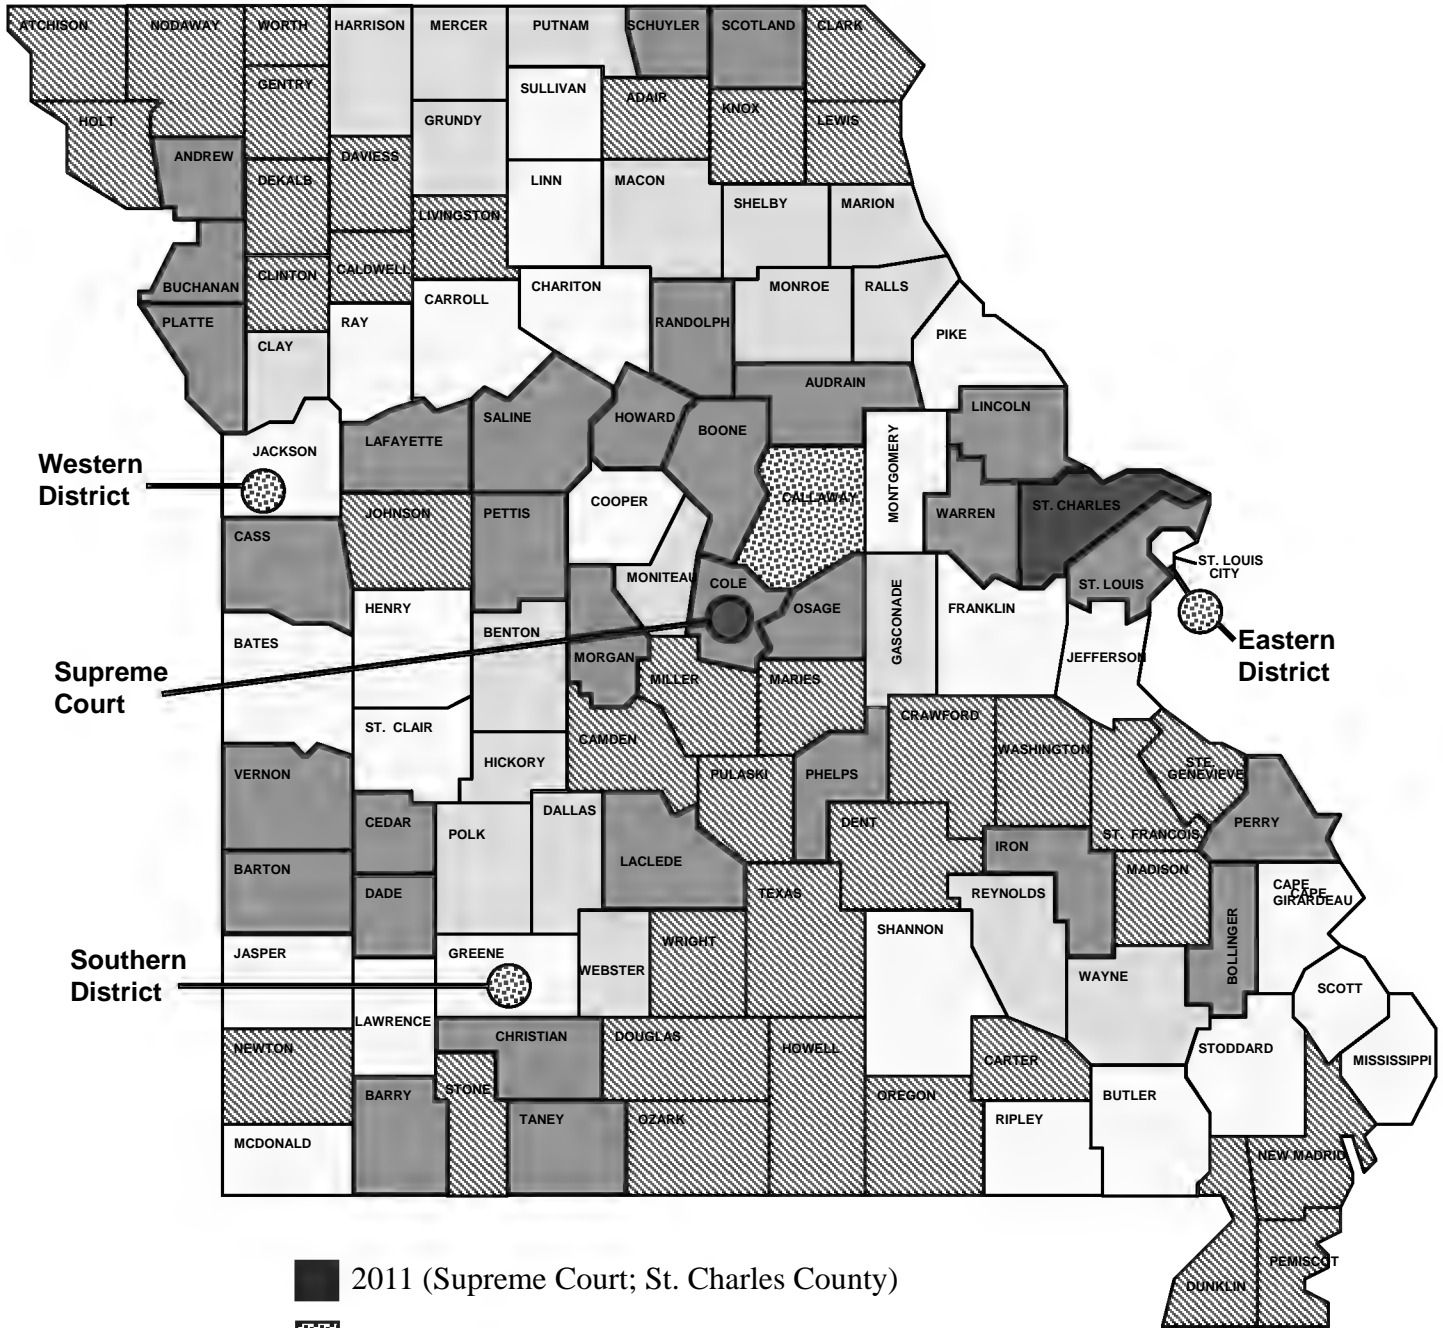 ATCHISON
NODAWAY
WORTH
HARRISON
MERCER
PUTNAM
SCHUYLER
SCOTLAND
CLARK
GENTRY
SULLIVAN
ADAIR
KNOX
LEWIS
HOLT
GRUNDY
ANDREW
DEKALB
DAVIESS
LINN
MACON
SHELBY
MARION
LIVINGSTON
BUCHANAN
CLINTON
CALDWELL
CARROLL
CHARITON
MONROE
RALLS
PLATTE
RAY
RANDOLPH
PIKE
CLAY
AUDRAIN
LINCOLN
SALINE
HOWARD
BOONE
LAFAYETTE
JACKSON
MONTGOMERY
Western
District
COOPER
CALLAWAY
JOHNSON
PETTIS
WARREN
ST. CHARLES
CASS
MONITEAU
COLE
ST. LOUIS
CITY
ST. LOUIS
HENRY
OSAGE
GASCONADE
FRANKLIN
BENTON
BATES
MORGAN
JEFFERSON
Eastern
District
Supreme
Court
MILLER
MARIES
ST. CLAIR
CAMDEN
CRAWFORD
WASHINGTON
HICKORY
STE.
GENEVIEVE
VERNON
PULASKI
PHELPS
DALLAS
CEDAR
POLK
DENT
ST. FRANCOIS
PERRY
IRON
BARTON
LACLEDE
MADISON
DADE
TEXAS
REYNOLDS
CAPE
CAPE
GIRARDEAU
SHANNON
BOLLINGER
JASPER
GREENE
WRIGHT
Southern
District
WEBSTER
WAYNE
SCOTT
LAWRENCE
CHRISTIAN
DOUGLAS
HOWELL
NEWTON
CARTER
STODDARD
MISSISSIPPI
STONE
BARRY
OREGON
BUTLER
TANEY
OZARK
RIPLEY
MCDONALD
NEW MADRID
PEMISCOT
DUNKLIN
2011 (Supreme Court; St. Charles County)